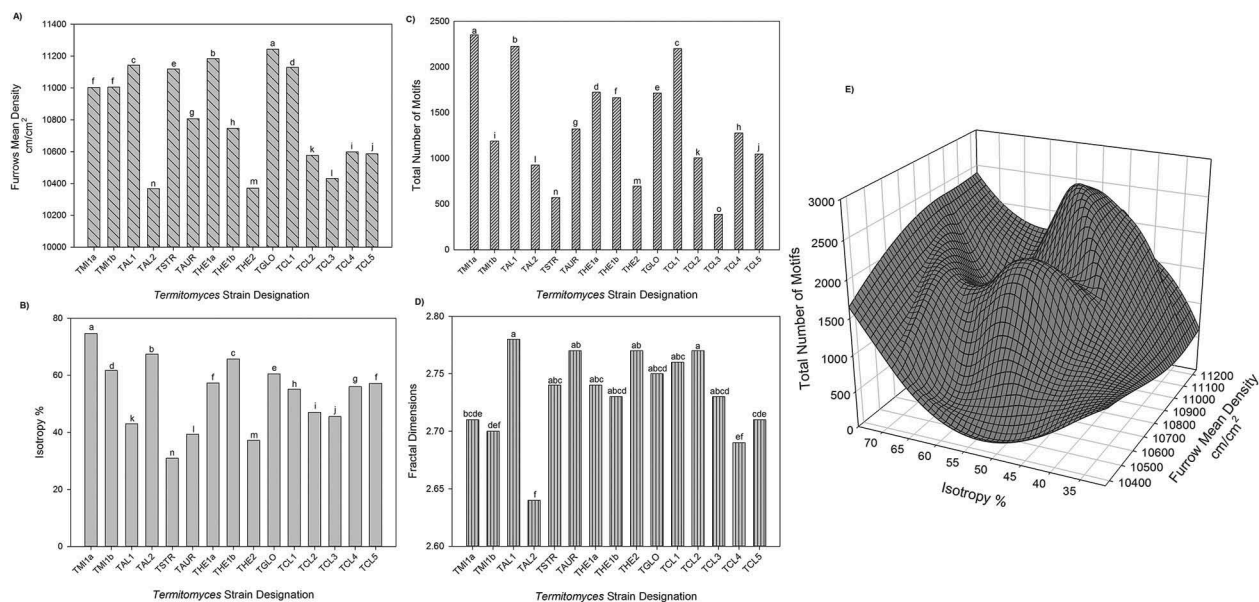 A)
11400
11200
11000
10800
10600
10400
10200
10000
Furrows Mean Density
cm/cm²
f f c n e g b h m a d k l i j
TMI1a TMI1b TAL1 TAL2 TSTR TAUR THE1a THE1b THE2 TGLO TCL1 TCL2 TCL3 TCL4 TCL5
Termitomyces Strain Designation
B)
80
60
40
20
0
Isotropy %
a d k b n l f c m e h i j g f
TMI1a TMI1b TAL1 TAL2 TSTR TAUR THE1a THE1b THE2 TGLO TCL1 TCL2 TCL3 TCL4 TCL5
Termitomyces Strain Designation
C)
2500
2000
1500
1000
500
0
Total Number of Motifs
a i b l n g d f m e c k o h j
TMI1a TMI1b TAL1 TAL2 TSTR TAUR THE1a THE1b THE2 TGLO TCL1 TCL2 TCL3 TCL4 TCL5
Termitomyces Strain Designation
D)
2.80
2.75
2.70
2.65
2.60
Fractal Dimensions
bcde def a f abc ab abc abcd ab abcd abc a abcd ef cde
TMI1a TMI1b TAL1 TAL2 TSTR TAUR THE1a THE1b THE2 TGLO TCL1 TCL2 TCL3 TCL4 TCL5
Termitomyces Strain Designation
E)
3000
2500
2000
1500
1000
500
0
Total Number of Motifs
70 65 60 55 50 45 40 35
Isotropy %
11200
11100
11000
10900
10800
10700
10600
10500
10400
Furrow Mean Density
cm/cm²